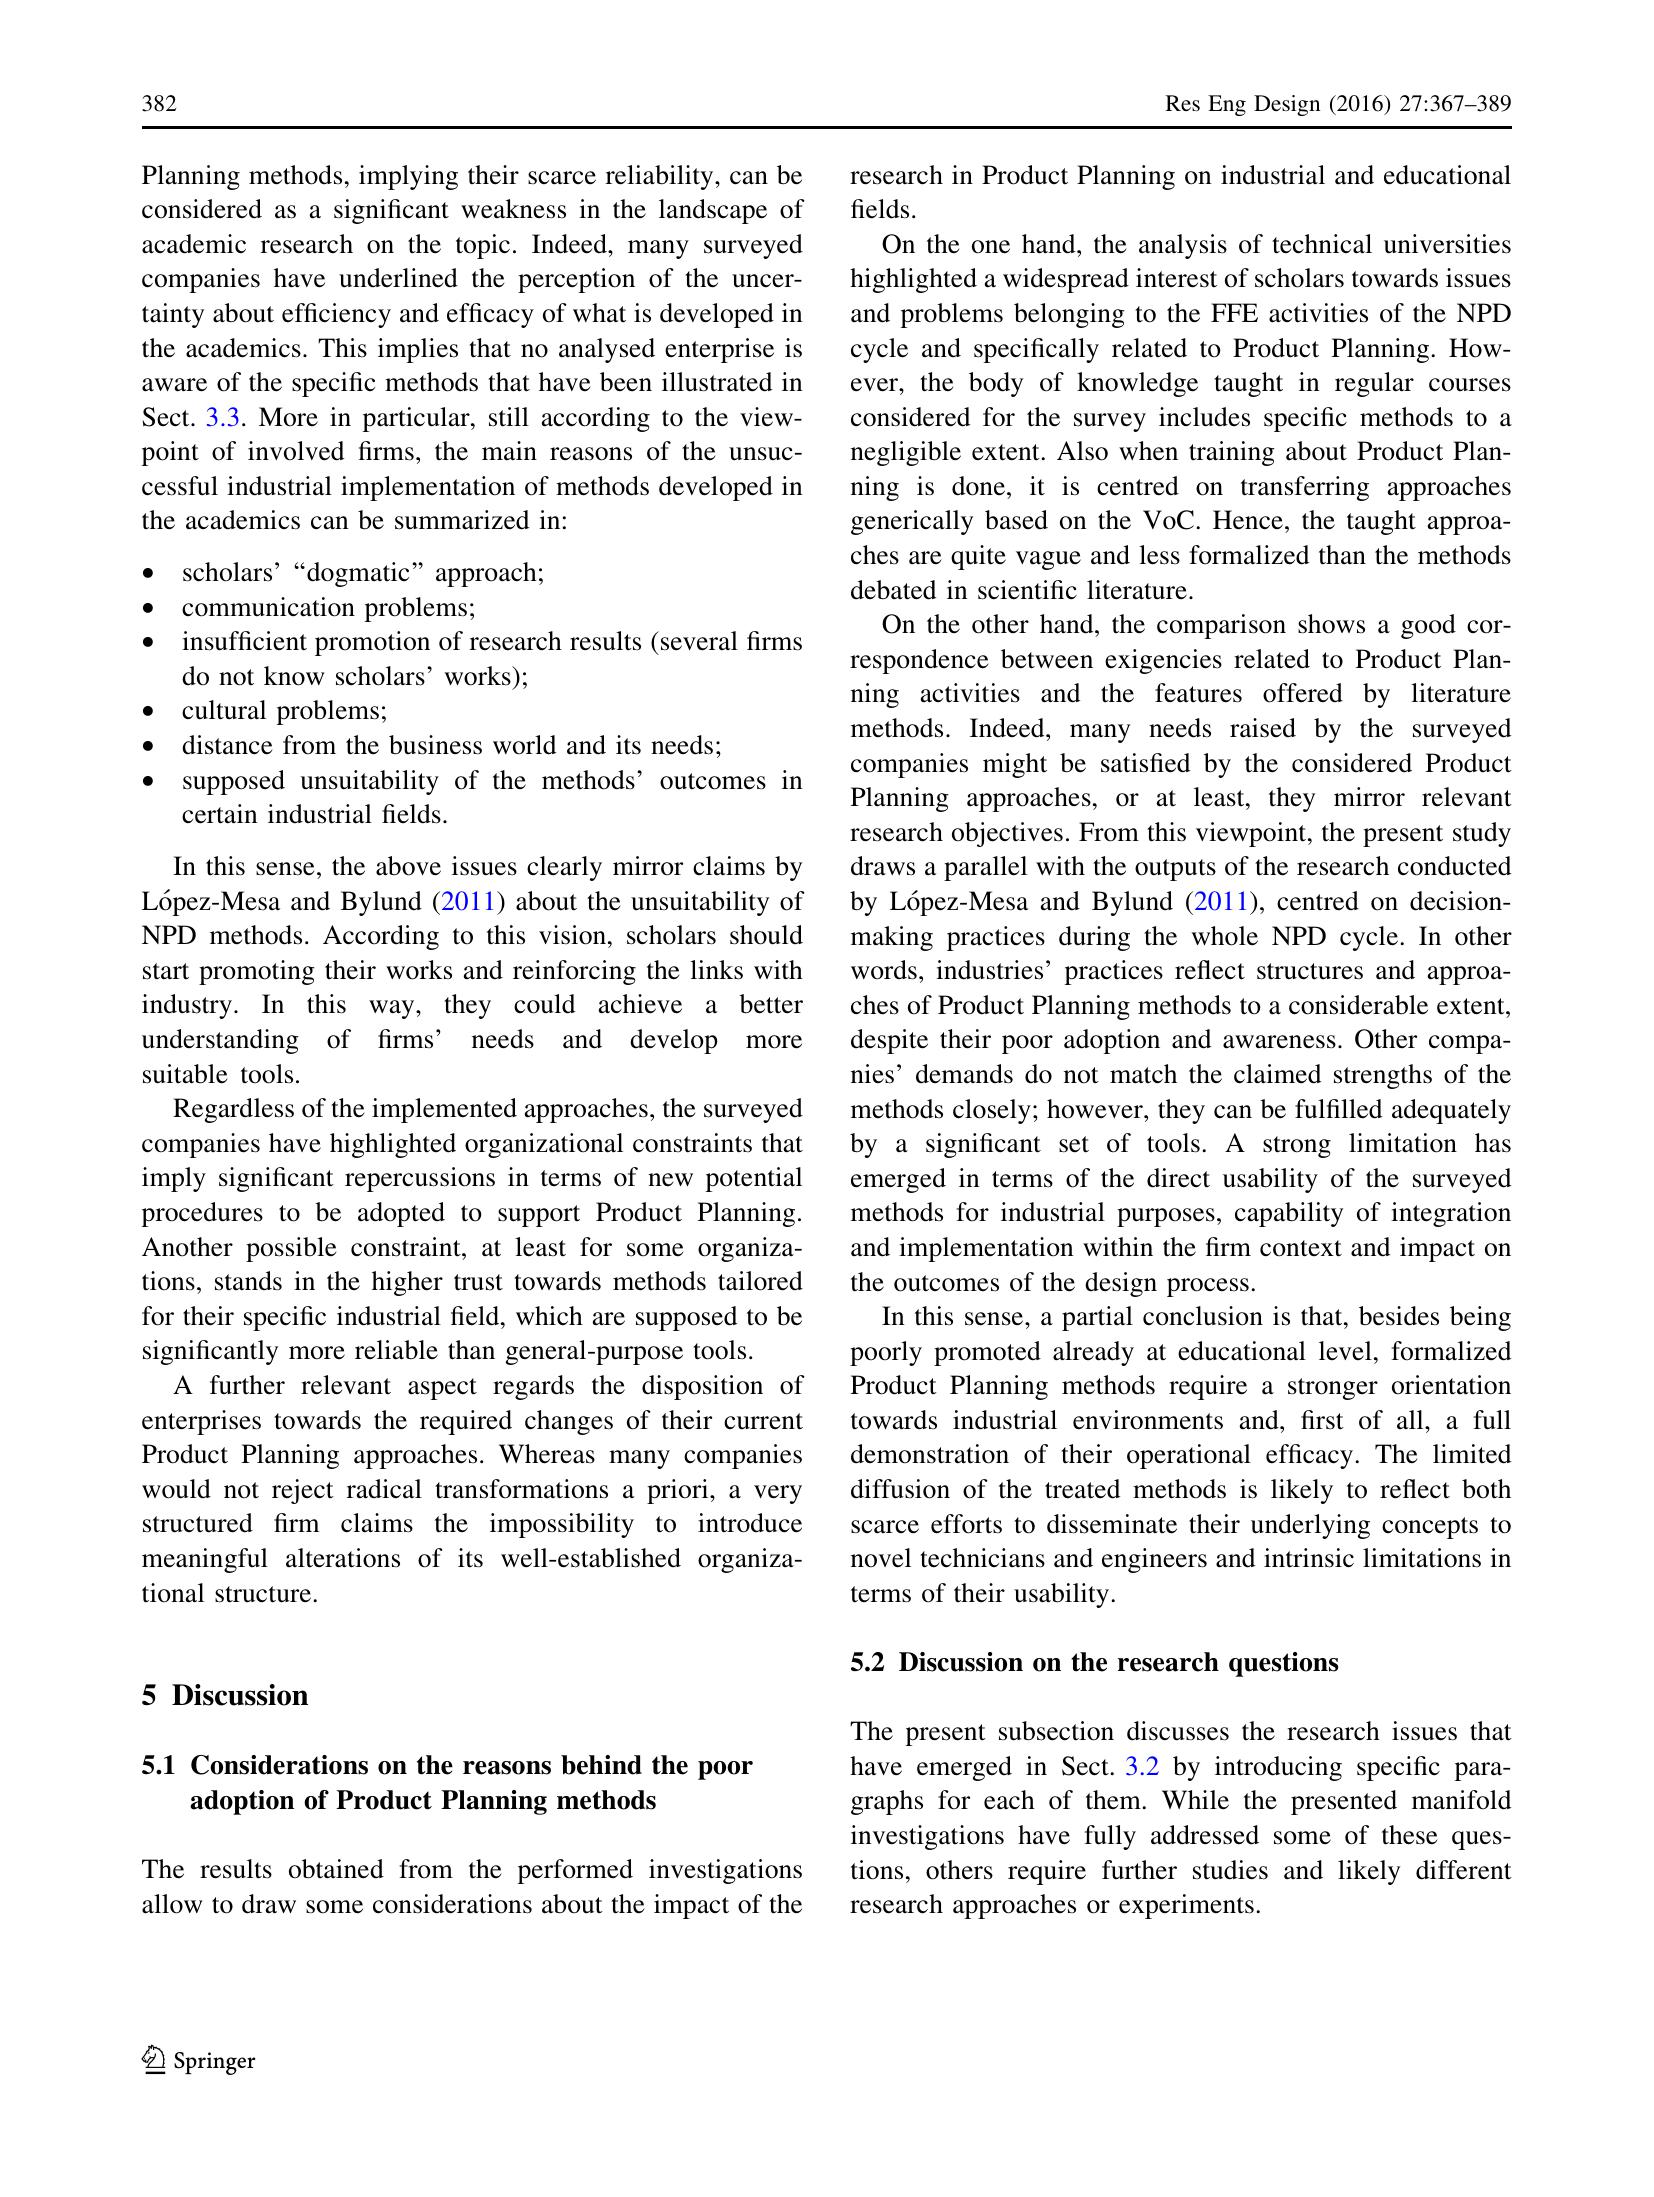 382
Res Eng Design (2016) 27:367–389
Planning methods, implying their scarce reliability, can be
considered as a significant weakness in the landscape of
academic research on the topic. Indeed, many surveyed
companies have underlined the perception of the uncer-
tainty about efficiency and efficacy of what is developed in
the academics. This implies that no analysed enterprise is
aware of the specific methods that have been illustrated in
Sect. 3.3. More in particular, still according to the view-
point of involved firms, the main reasons of the unsuc-
cessful industrial implementation of methods developed in
the academics can be summarized in:
• scholars’ “dogmatic” approach;
• communication problems;
• insufficient promotion of research results (several firms
do not know scholars’ works);
• cultural problems;
• distance from the business world and its needs;
• supposed unsuitability of the methods’ outcomes in
certain industrial fields.
In this sense, the above issues clearly mirror claims by
López-Mesa and Bylund (2011) about the unsuitability of
NPD methods. According to this vision, scholars should
start promoting their works and reinforcing the links with
industry. In this way, they could achieve a better
understanding of firms’ needs and develop more
suitable tools.
Regardless of the implemented approaches, the surveyed
companies have highlighted organizational constraints that
imply significant repercussions in terms of new potential
procedures to be adopted to support Product Planning.
Another possible constraint, at least for some organiza-
tions, stands in the higher trust towards methods tailored
for their specific industrial field, which are supposed to be
significantly more reliable than general-purpose tools.
A further relevant aspect regards the disposition of
enterprises towards the required changes of their current
Product Planning approaches. Whereas many companies
would not reject radical transformations a priori, a very
structured firm claims the impossibility to introduce
meaningful alterations of its well-established organiza-
tional structure.
5 Discussion
5.1 Considerations on the reasons behind the poor
adoption of Product Planning methods
The results obtained from the performed investigations
allow to draw some considerations about the impact of the
research in Product Planning on industrial and educational
fields.
On the one hand, the analysis of technical universities
highlighted a widespread interest of scholars towards issues
and problems belonging to the FFE activities of the NPD
cycle and specifically related to Product Planning. How-
ever, the body of knowledge taught in regular courses
considered for the survey includes specific methods to a
negligible extent. Also when training about Product Plan-
ning is done, it is centred on transferring approaches
generically based on the VoC. Hence, the taught approa-
ches are quite vague and less formalized than the methods
debated in scientific literature.
On the other hand, the comparison shows a good cor-
respondence between exigencies related to Product Plan-
ning activities and the features offered by literature
methods. Indeed, many needs raised by the surveyed
companies might be satisfied by the considered Product
Planning approaches, or at least, they mirror relevant
research objectives. From this viewpoint, the present study
draws a parallel with the outputs of the research conducted
by López-Mesa and Bylund (2011), centred on decision-
making practices during the whole NPD cycle. In other
words, industries’ practices reflect structures and approa-
ches of Product Planning methods to a considerable extent,
despite their poor adoption and awareness. Other compa-
nies’ demands do not match the claimed strengths of the
methods closely; however, they can be fulfilled adequately
by a significant set of tools. A strong limitation has
emerged in terms of the direct usability of the surveyed
methods for industrial purposes, capability of integration
and implementation within the firm context and impact on
the outcomes of the design process.
In this sense, a partial conclusion is that, besides being
poorly promoted already at educational level, formalized
Product Planning methods require a stronger orientation
towards industrial environments and, first of all, a full
demonstration of their operational efficacy. The limited
diffusion of the treated methods is likely to reflect both
scarce efforts to disseminate their underlying concepts to
novel technicians and engineers and intrinsic limitations in
terms of their usability.
5.2 Discussion on the research questions
The present subsection discusses the research issues that
have emerged in Sect. 3.2 by introducing specific para-
graphs for each of them. While the presented manifold
investigations have fully addressed some of these ques-
tions, others require further studies and likely different
research approaches or experiments.
Springer